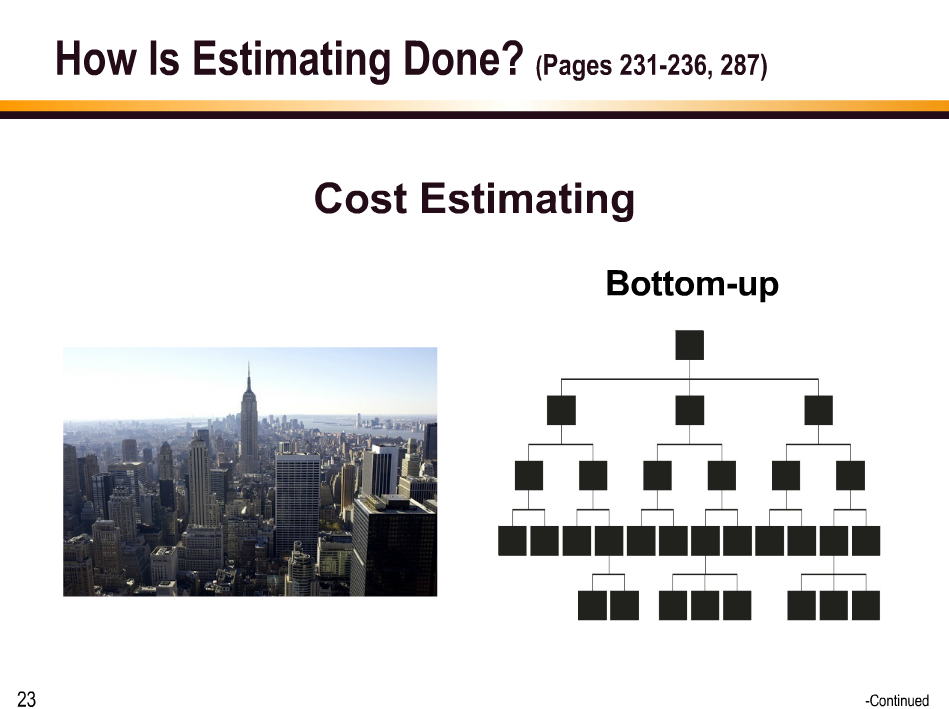 How Is Estimating Done? (Pages 231-236, 287)
Cost Estimating
Bottom-up
23
-Continued